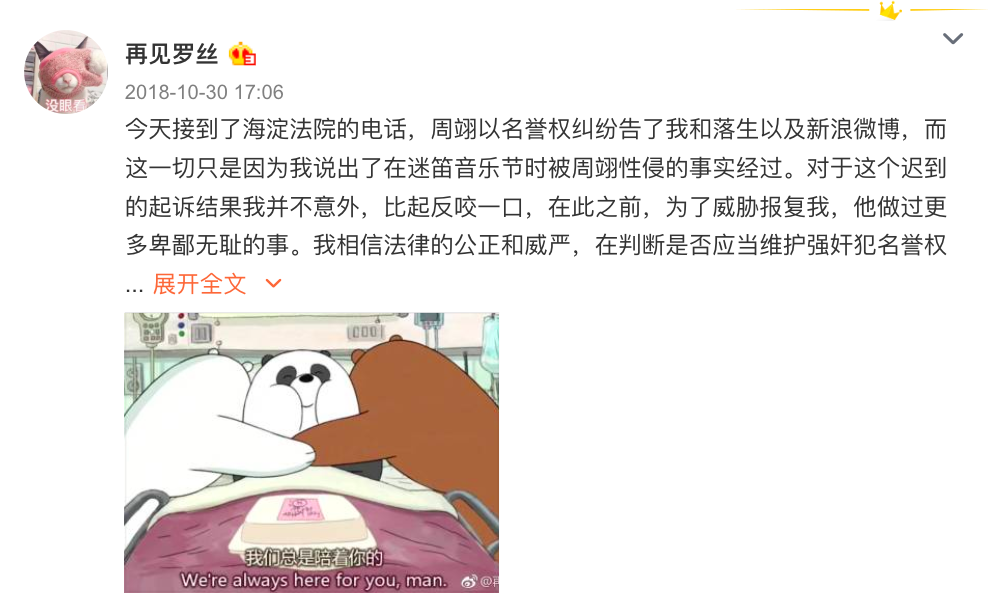 没眼看
再见罗丝
2018-10-30 17:06
今天接到了海淀法院的电话，周翊以名誉权纠纷告了我和落生以及新浪微博，而
这一切只是因为我说出了在迷笛音乐节时被周翊性侵的事实经过。对于这个迟到
的起诉结果我并不意外，比起反咬一口，在此之前，为了威胁报复我，他做过更
多卑鄙无耻的事。我相信法律的公正和威严，在判断是否应当维护强奸犯名誉权
... 展开全文
我们总是陪着你的
We're always here for you, man.
@再